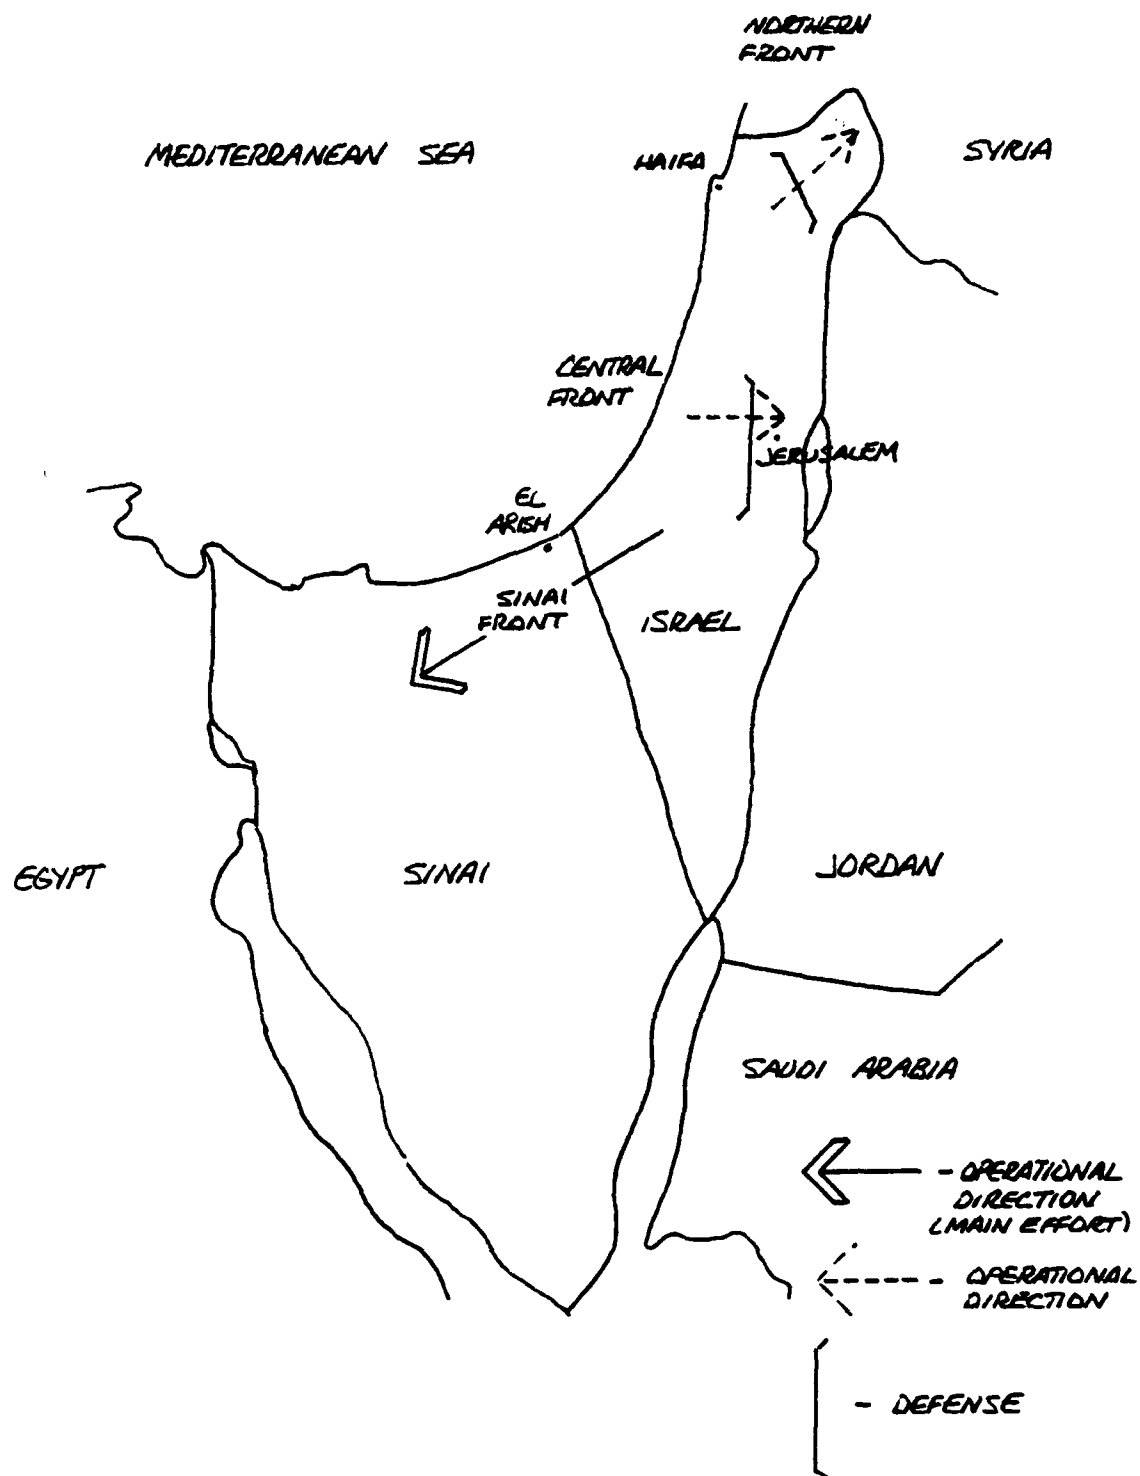 NORTHERN
FRONT
MEDITERRANEAN SEA
HAIFA
SYRIA
CENTRAL
FRONT
JERUSALEM
EL
ARISH
SINAI
FRONT
ISRAEL
EGYPT
SINAI
JORDAN
SAUDI ARABIA
- OPERATIONAL
DIRECTION
(MAIN EFFORT)
- OPERATIONAL
DIRECTION
- DEFENSE